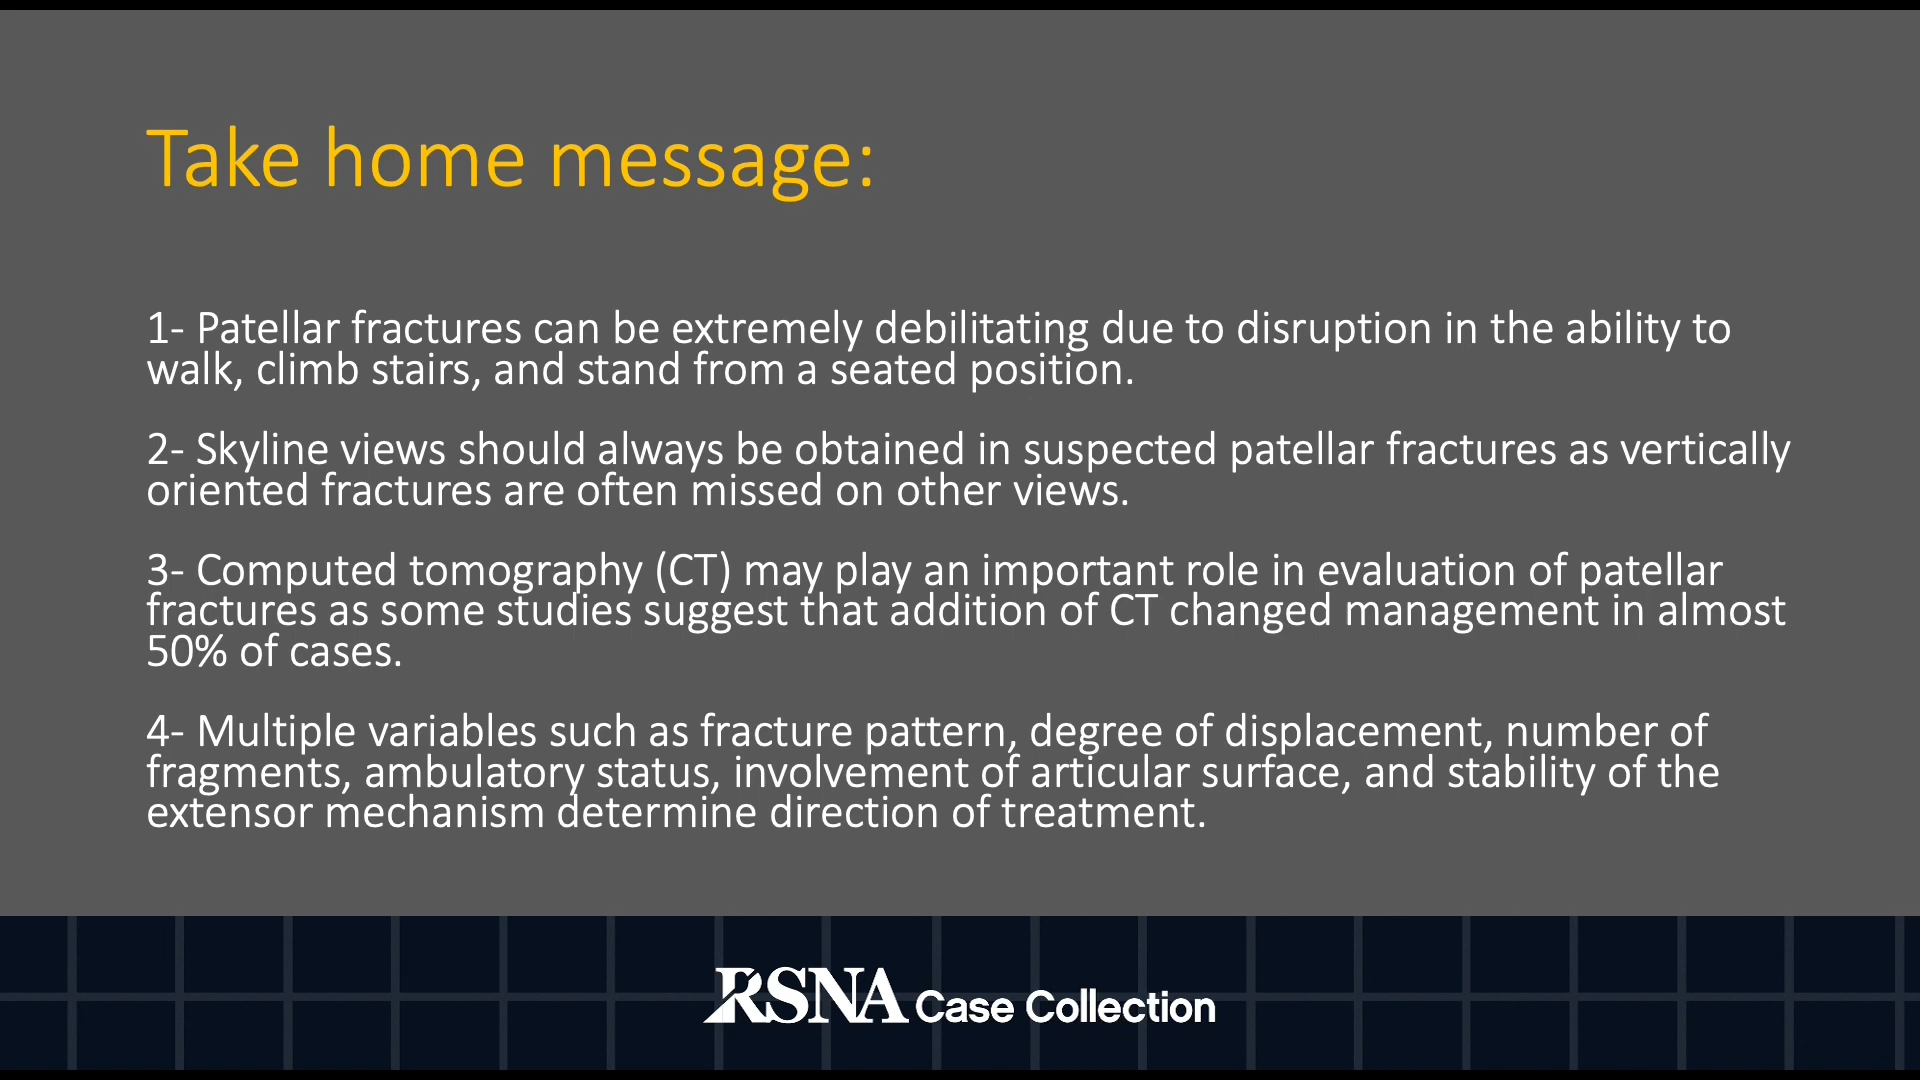 Take home message:
1- Patellar fractures can be extremely debilitating due to disruption in the ability to
walk, climb stairs, and stand from a seated position.
2- Skyline views should always be obtained in suspected patellar fractures as vertically
oriented fractures are often missed on other views.
3- Computed tomography (CT) may play an important role in evaluation of patellar
fractures as some studies suggest that addition of CT changed management in almost
50% of cases.
4- Multiple variables such as fracture pattern, degree of displacement, number of
fragments, ambulatory status, involvement of articular surface, and stability of the
extensor mechanism determine direction of treatment.
RSNA Case Collection